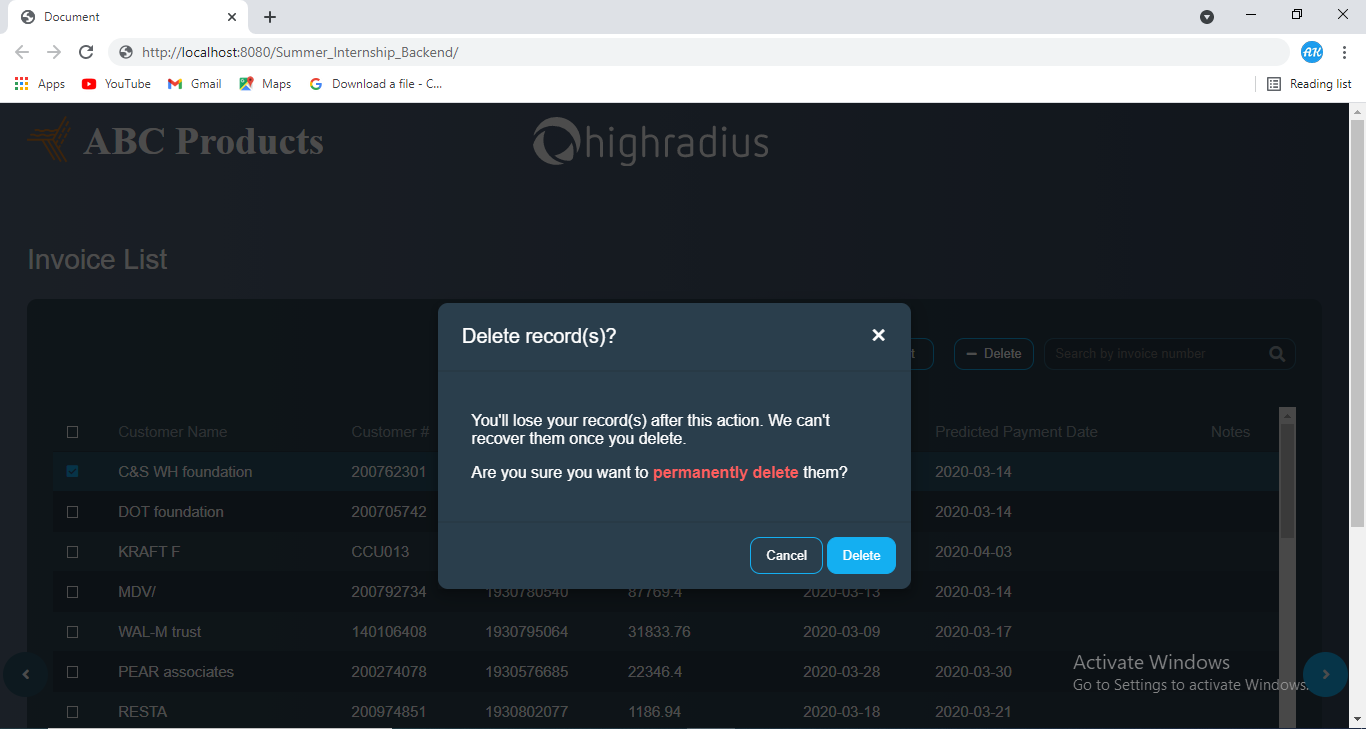 Document
http://localhost:8080/Summer_Internship_Backend/
AK
Apps YouTube Gmail Maps Download a file - C... Reading list
ABC Products highradius
Invoice List
Delete record(s)?
t Delete Search by invoice number
You'll lose your record(s) after this action. We can't
recover them once you delete.
Are you sure you want to permanently delete them?
Cancel Delete
Customer Name Customer # Predicted Payment Date Notes
C&S WH foundation 200762301 2020-03-14
DOT foundation 200705742 2020-03-14
KRAFT F CCU013 2020-04-03
MDV/ 200792734 1930780540 87769.4 2020-03-13 2020-03-14
WAL-M trust 140106408 1930795064 31833.76 2020-03-09 2020-03-17
PEAR associates 200274078 1930576685 22346.4 2020-03-28 2020-03-30
RESTA 200974851 1930802077 1186.94 2020-03-18 2020-03-21
Activate Windows
Go to Settings to activate Windows.